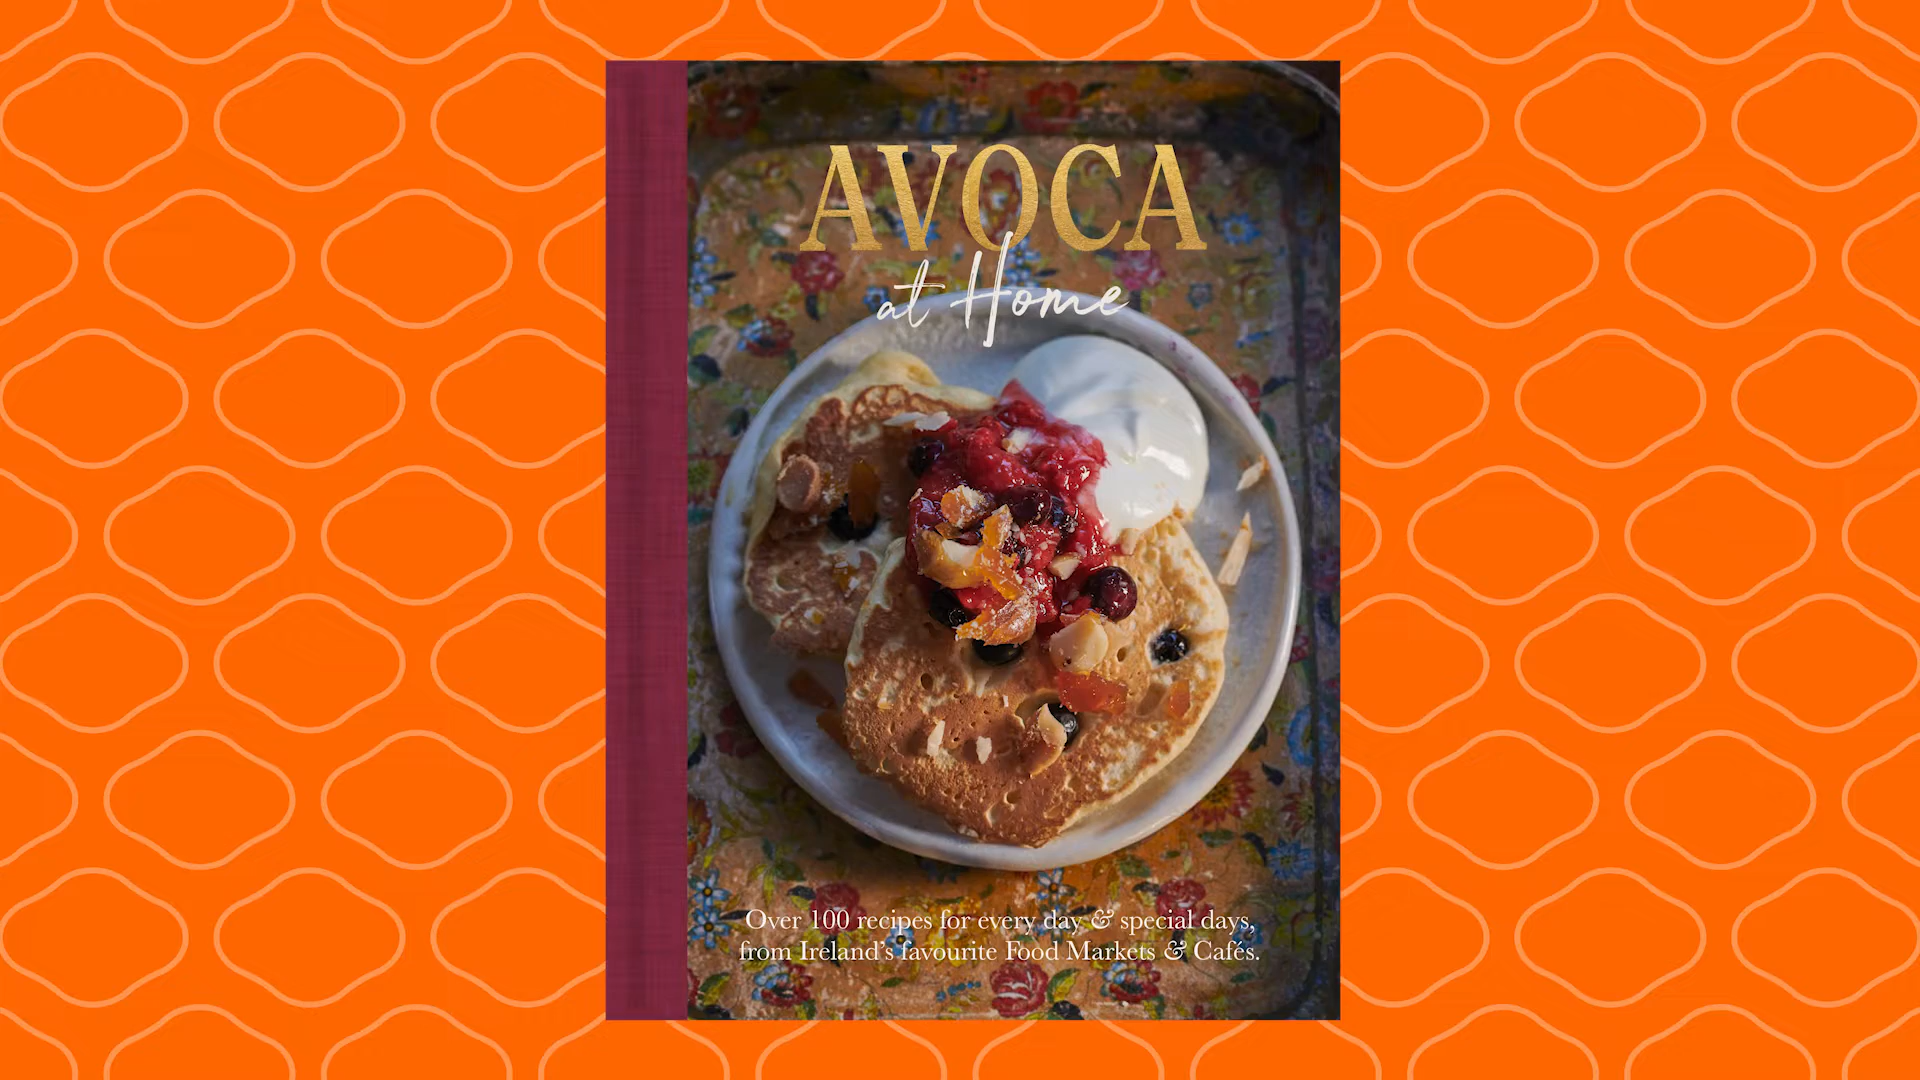 AVOCA
at Home
Over 100 recipes for every day & special days,
from Ireland's favourite Food Markets & Cafés.